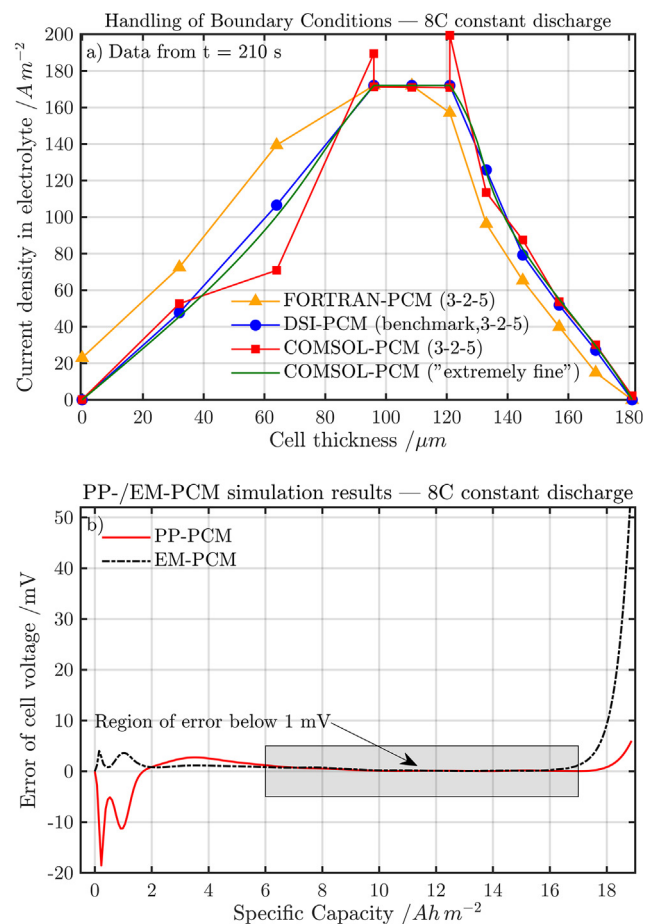 Handling of Boundary Conditions — 8C constant discharge
a) Data from t = 210 s
Current density in electrolyte / A m⁻²
200
180
160
140
120
100
80
60
40
20
0
FORTRAN-PCM (3-2-5)
DSI-PCM (benchmark,3-2-5)
COMSOL-PCM (3-2-5)
COMSOL-PCM ("extremely fine")
0 20 40 60 80 100 120 140 160 180
Cell thickness /μm
PP-/EM-PCM simulation results — 8C constant discharge
b)
PP-PCM
EM-PCM
Error of cell voltage /mV
50
40
30
20
10
0
-10
-20
Region of error below 1 mV
0 2 4 6 8 10 12 14 16 18
Specific Capacity /Ah m⁻²